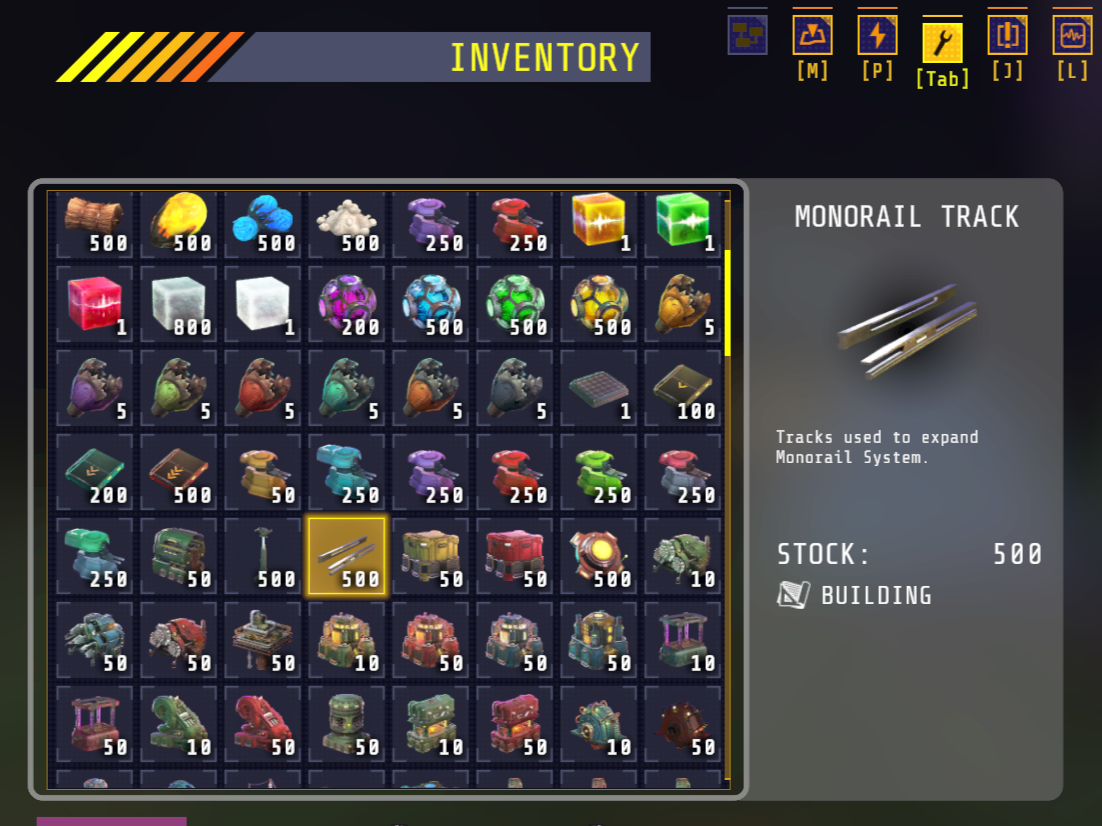 INVENTORY
[M] [P] [Tab] [J] [L]
500 500 500 500 250 250 1 1
1 800 1 200 500 500 500 5
5 5 5 5 5 5 1 100
200 500 50 250 250 250 250 250
250 50 500 500 50 50 500 10
50 50 50 10 50 50 50 10
50 10 50 50 10 50 10 50
MONORAIL TRACK
Tracks used to expand
Monorail System.
STOCK: 500
BUILDING